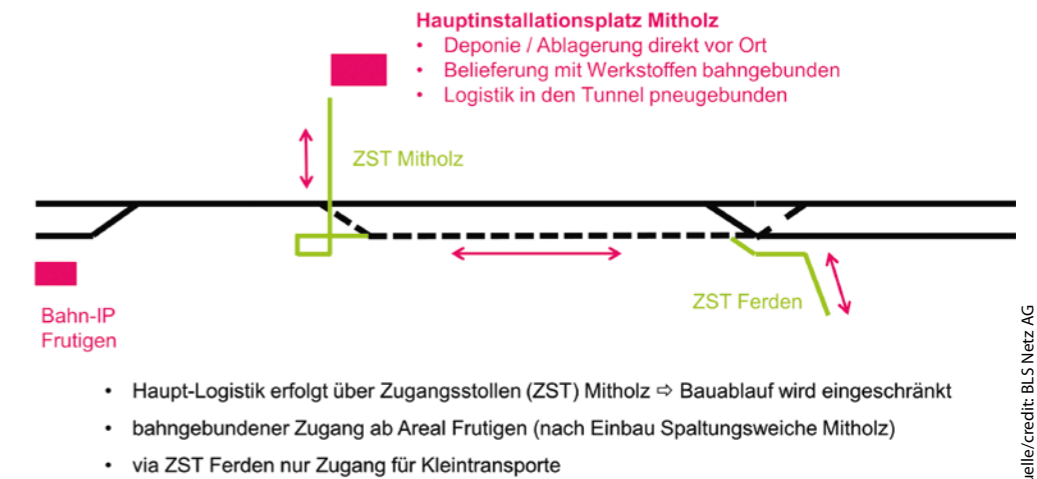 Hauptinstallationsplatz Mitholz
• Deponie / Ablagerung direkt vor Ort
• Belieferung mit Werkstoffen bahngebunden
• Logistik in den Tunnel pneugebunden
ZST Mitholz
ZST Ferden
Bahn-IP
Frutigen
• Haupt-Logistik erfolgt über Zugangsstollen (ZST) Mitholz ⇨ Bauablauf wird eingeschränkt
• bahngebundener Zugang ab Areal Frutigen (nach Einbau Spaltungsweiche Mitholz)
• via ZST Ferden nur Zugang für Kleintransporte
elle/credit: BLS Netz AG